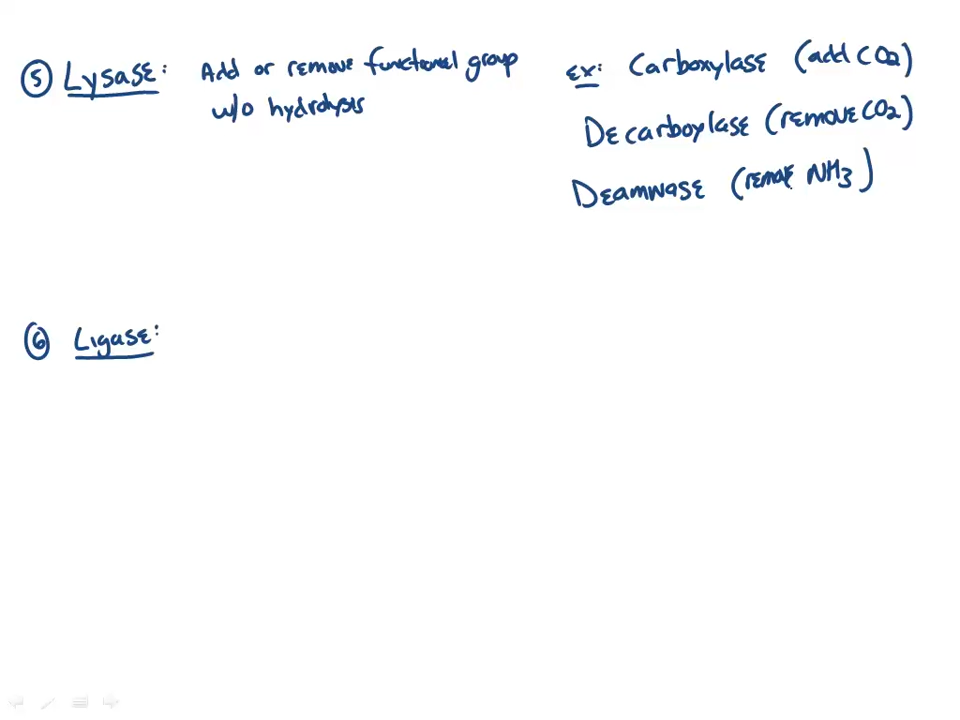 ⑤ Lysase: Add or remove functional group
w/o hydrolysis
ex: Carboxylase (add CO2)
Decarboylase (remove CO2)
Deaminase (remove NH3)
⑥ Ligase: